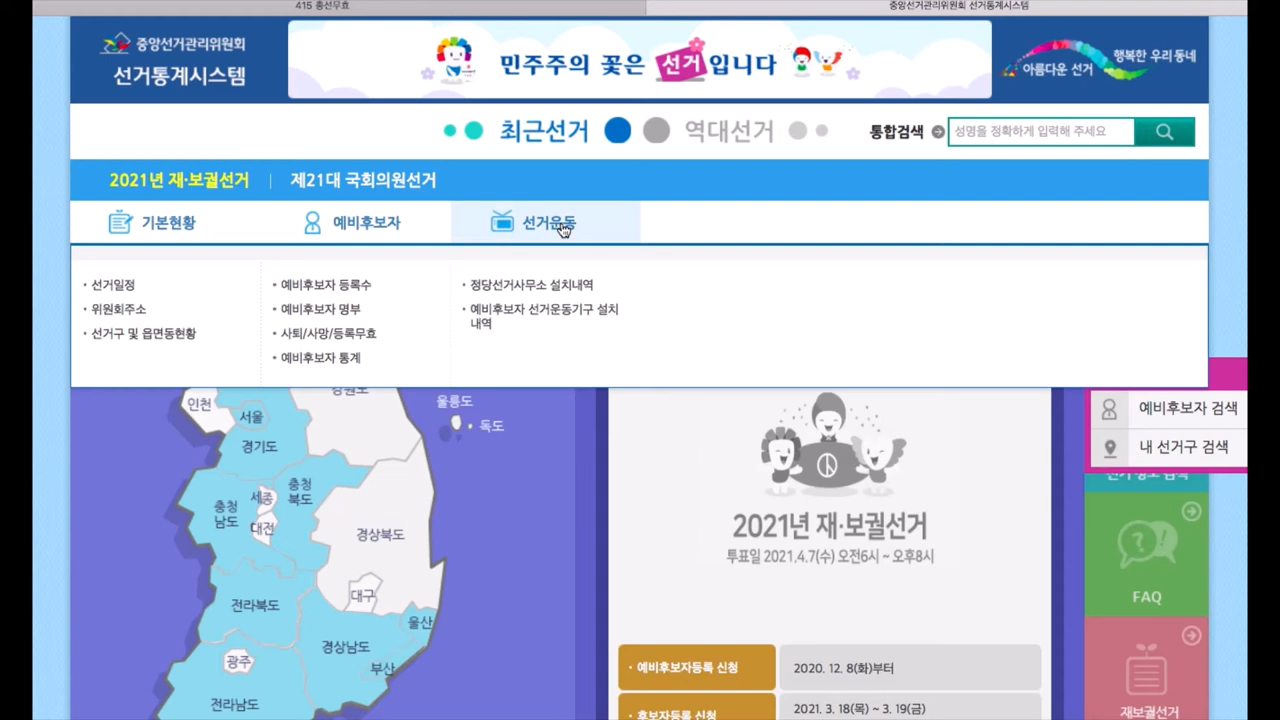 415 총선무효
중앙선거관리위원회 선거통계시스템
중앙선거관리위원회
선거통계시스템
민주주의 꽃은 선거입니다
아름다운 선거
행복한 우리동네
최근선거
역대선거
통합검색
성명을 정확하게 입력해 주세요
2021년 재·보궐선거
제21대 국회의원선거
기본현황
예비후보자
선거운동
선거일정
위원회주소
선거구 및 읍면동현황
예비후보자 등록수
예비후보자 명부
사퇴/사망/등록무효
예비후보자 통계
정당선거사무소 설치내역
예비후보자 선거운동기구 설치
내역
강원도
인천
서울
경기도
울릉도
독도
충청
남도
세종
대전
충청
북도
경상북도
대구
전라북도
울산
경상남도
부산
광주
전라남도
2021년 재·보궐선거
투표일 2021.4.7(수) 오전6시 ~ 오후8시
· 예비후보자등록 신청
2020. 12. 8(화)부터
· 후보자등록 신청
2021. 3. 18(목) ~ 3. 19(금)
예비후보자 검색
내 선거구 검색
FAQ
재보궐선거